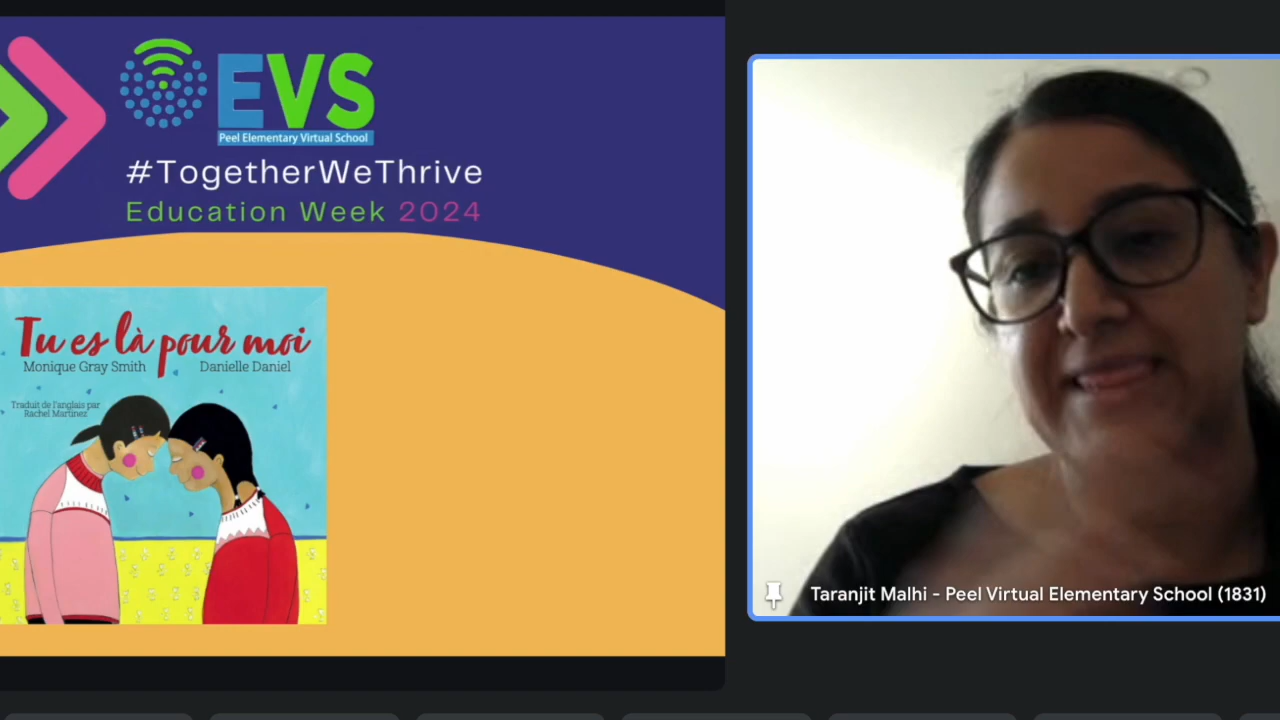 EVS
Peel Elementary Virtual School
#TogetherWeThrive
Education Week 2024
Tu es là pour moi
Monique Gray Smith Danielle Daniel
Traduit de l'anglais par
Rachel Martinez
Taranjit Malhi - Peel Virtual Elementary School (1831)